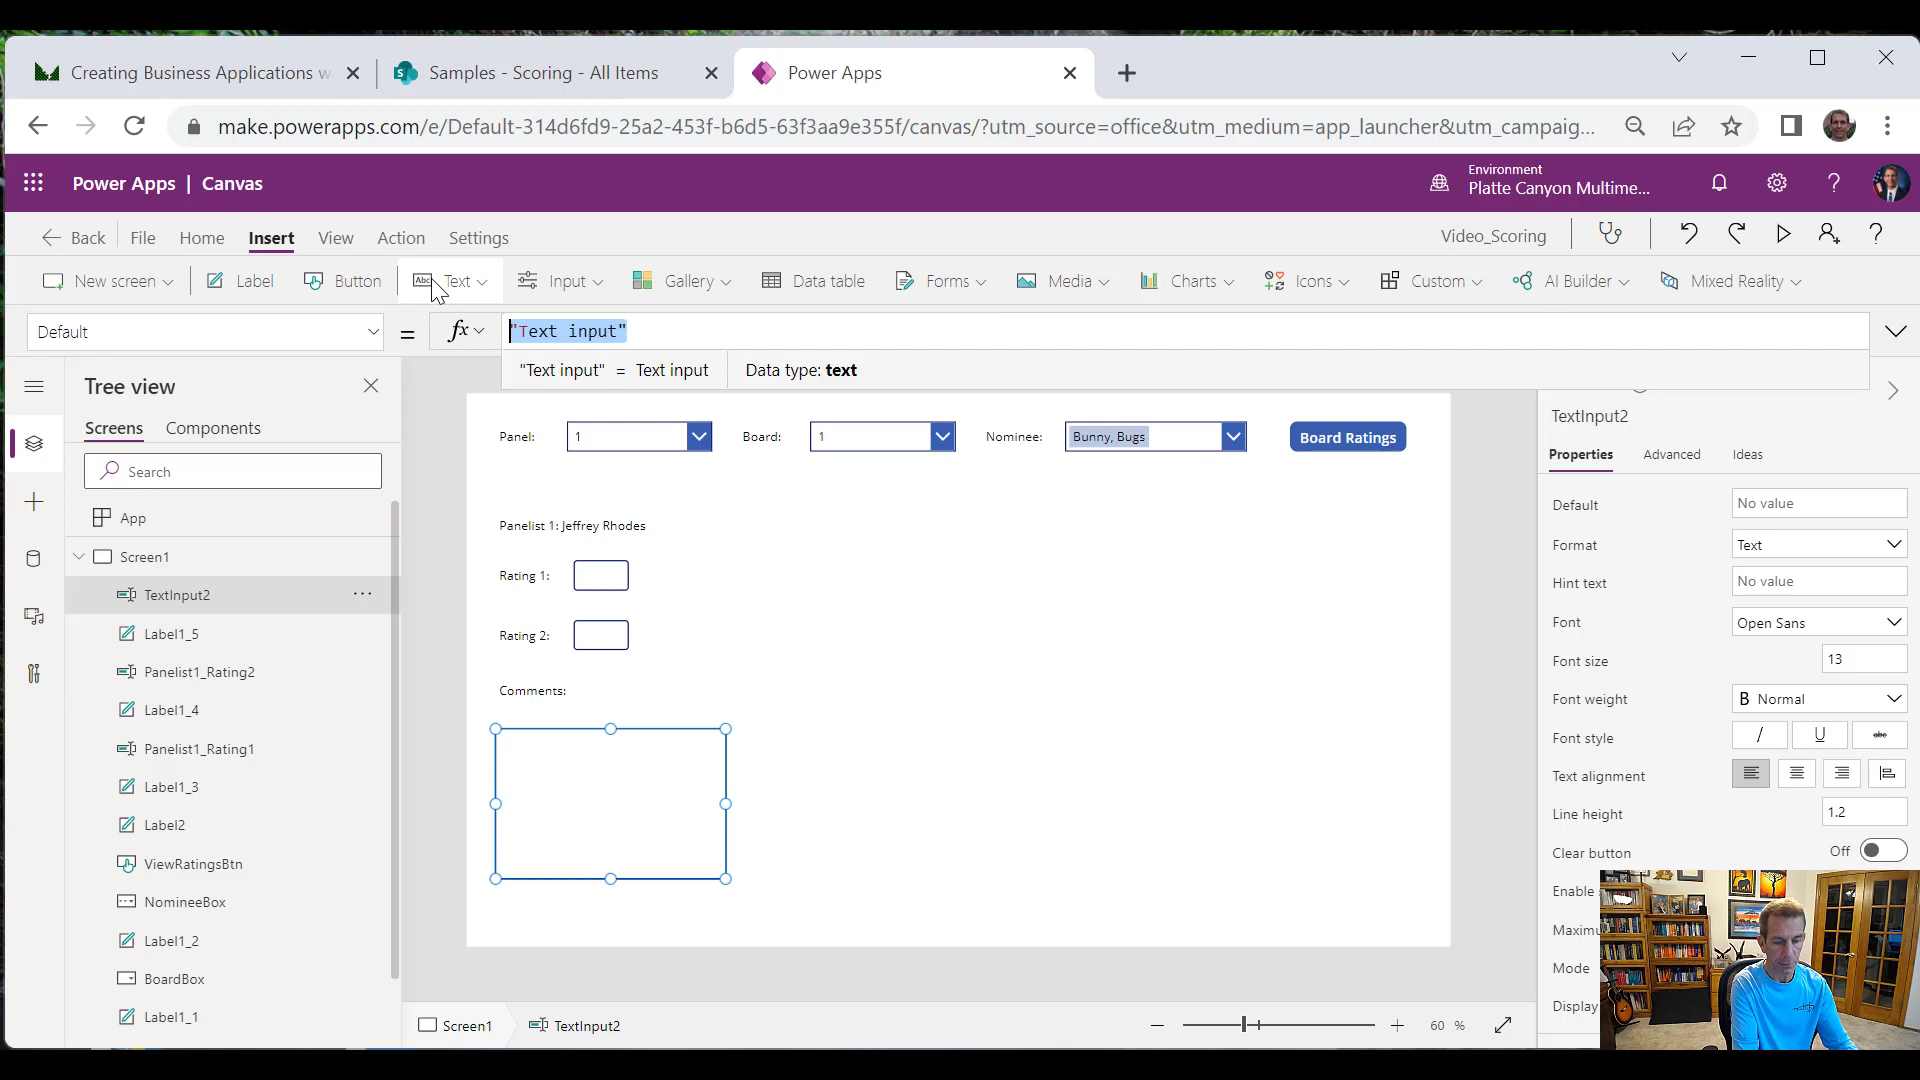 Creating Business Applications w
Samples - Scoring - All Items
Power Apps
make.powerapps.com/e/Default-314d6fd9-25a2-453f-b6d5-63f3aa9e355f/canvas/?utm_source=office&utm_medium=app_launcher&utm_campaig...
Power Apps | Canvas
Environment
Platte Canyon Multime...
Back
File
Home
Insert
View
Action
Settings
Video_Scoring
New screen
Label
Button
Abc
Text
Input
Gallery
Data table
Forms
Media
Charts
Icons
Custom
AI Builder
Mixed Reality
Default
=
fx
"Text input"
"Text input" = Text input
Data type: text
Tree view
Screens
Components
Search
App
Screen1
TextInput2
Label1_5
Panelist1_Rating2
Label1_4
Panelist1_Rating1
Label1_3
Label2
ViewRatingsBtn
NomineeBox
Label1_2
BoardBox
Label1_1
Panel:
1
Board:
1
Nominee:
Bunny, Bugs
Board Ratings
Panelist 1: Jeffrey Rhodes
Rating 1:
Rating 2:
Comments:
Screen1
TextInput2
60 %
TextInput2
Properties
Advanced
Ideas
Default
No value
Format
Text
Hint text
No value
Font
Open Sans
Font size
13
Font weight
B Normal
Font style
/
U
abc
Text alignment
Line height
1.2
Clear button
Off
Enable
Maximu
Mode
Display